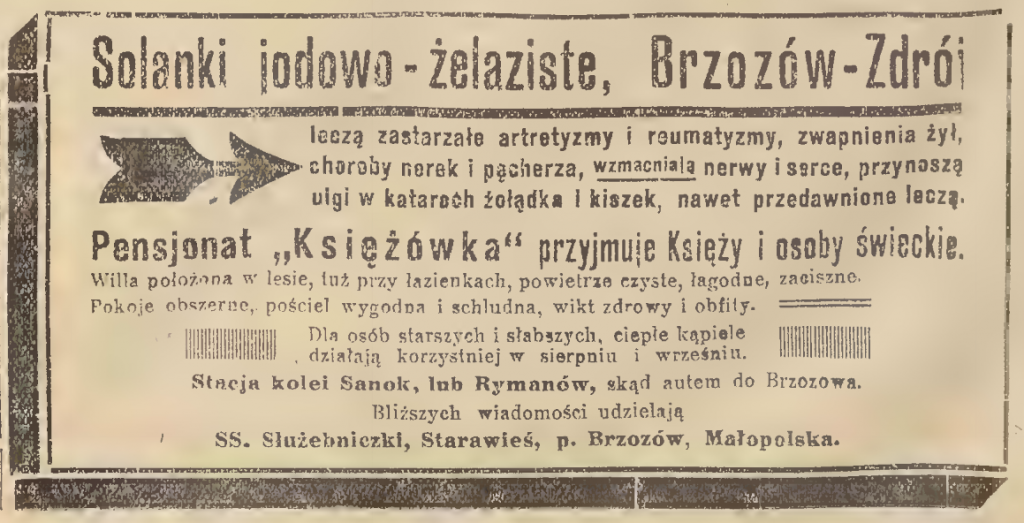 Solanki jodowo-żelaziste, Brzozów-Zdrój
leczą zastarzałe artretyzmy i reumatyzmy, zwapnienia żył,
choroby nerek i pęcherza, wzmacniają nerwy i serce, przynoszą
ulgi w katarach żołądka i kiszek, nawet przedawnione leczą.
Pensjonat „Księżówka“ przyjmuje Księży i osoby świeckie.
Willa położona w lesie, tuż przy łazienkach, powietrze czyste, łagodne, zaciszne.
Pokoje obszerne, pościel wygodna i schludna, wikt zdrowy i obfity.
Dla osób starszych i słabszych, ciepłe kąpiele
działają korzystniej w sierpniu i wrześniu.
Stacja kolei Sanok, lub Rymanów, skąd autem do Brzozowa.
Bliższych wiadomości udzielają
SS. Służebniczki, Starawieś, p. Brzozów, Małopolska.